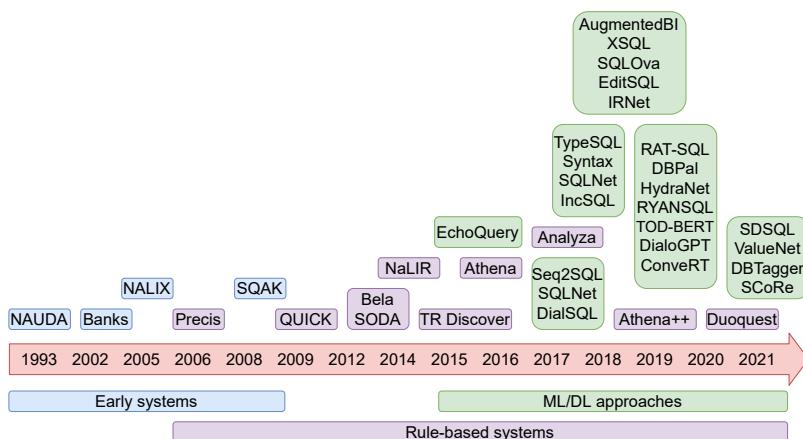 AugmentedBI
XSQL
SQLOva
EditSQL
IRNet
TypeSQL
Syntax
SQLNet
IncSQL
RAT-SQL
DBPal
HydraNet
RYANSQL
TOD-BERT
DialoGPT
ConveRT
EchoQuery
Analyza
SDSQL
ValueNet
DBTagger
SCoRe
NaLIR
Athena
Seq2SQL
SQLNet
DialSQL
NALIX
SQAK
NAUDA
Banks
Precis
QUICK
Bela
SODA
TR Discover
Athena++
Duoquest
1993 2002 2005 2006 2008 2009 2012 2014 2015 2016 2017 2018 2019 2020 2021
Early systems
ML/DL approaches
Rule-based systems